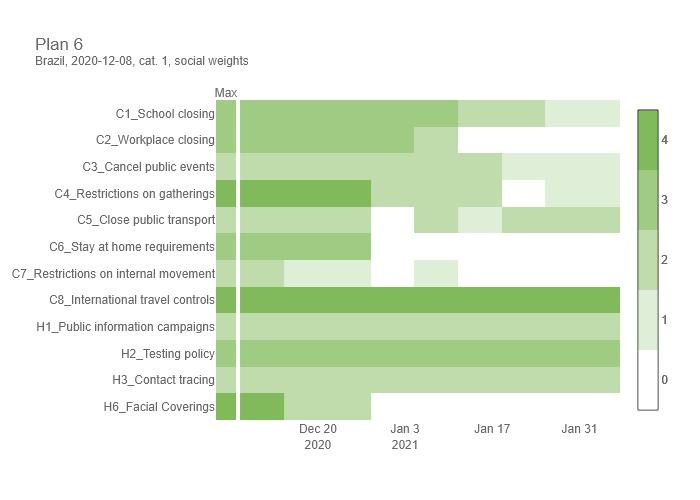 Plan 6
Brazil, 2020-12-08, cat. 1, social weights
Max
C1_School closing
C2_Workplace closing
C3_Cancel public events
C4_Restrictions on gatherings
C5_Close public transport
C6_Stay at home requirements
C7_Restrictions on internal movement
C8_International travel controls
H1_Public information campaigns
H2_Testing policy
H3_Contact tracing
H6_Facial Coverings
Dec 20 Jan 3 Jan 17 Jan 31
2020 2021
4
3
2
1
0